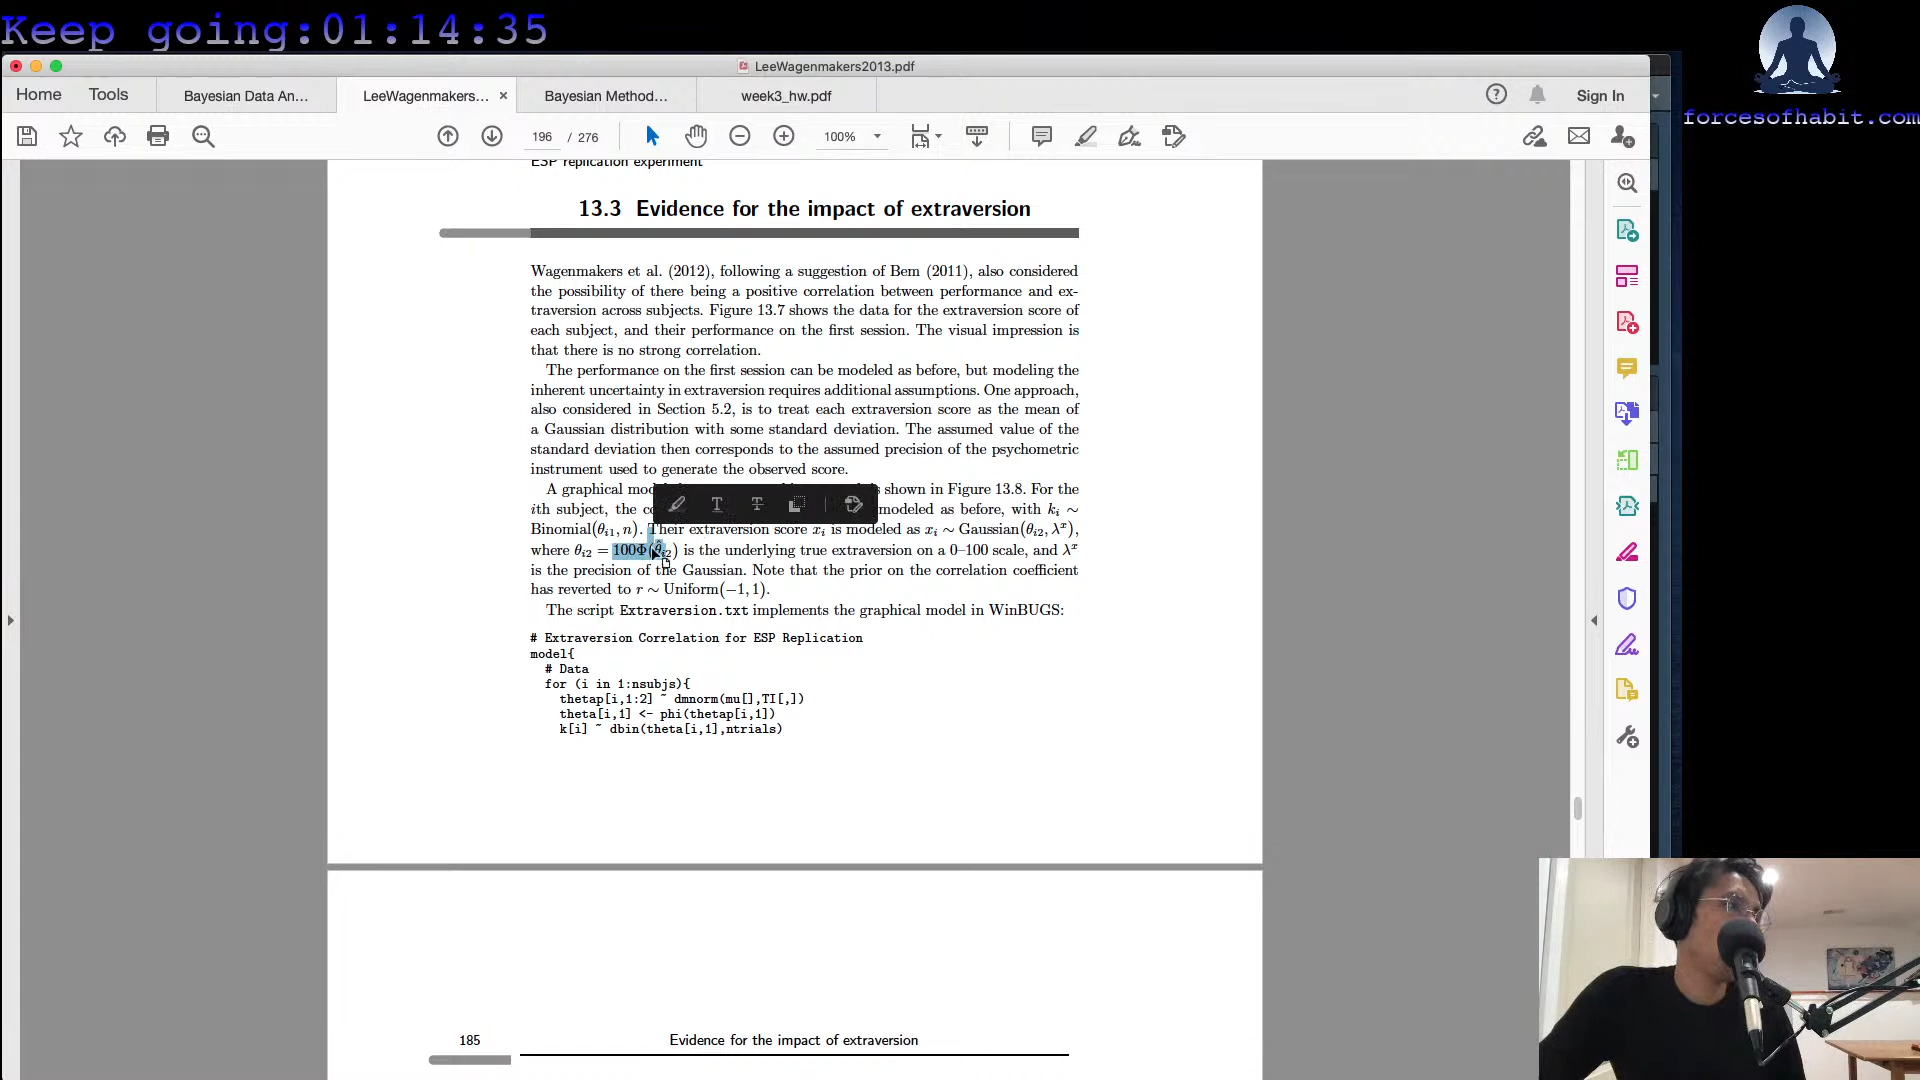 Keep going:01:14:35
forcesofhabit.com
LeeWagenmakers2013.pdf
Home Tools Bayesian Data An... LeeWagenmakers... × Bayesian Method... week3_hw.pdf Sign In
196 / 276 100%
ESP replication experiment
13.3 Evidence for the impact of extraversion
Wagenmakers et al. (2012), following a suggestion of Bem (2011), also considered
the possibility of there being a positive correlation between performance and ex-
traversion across subjects. Figure 13.7 shows the data for the extraversion score of
each subject, and their performance on the first session. The visual impression is
that there is no strong correlation.
The performance on the first session can be modeled as before, but modeling the
inherent uncertainty in extraversion requires additional assumptions. One approach,
also considered in Section 5.2, is to treat each extraversion score as the mean of
a Gaussian distribution with some standard deviation. The assumed value of the
standard deviation then corresponds to the assumed precision of the psychometric
instrument used to generate the observed score.
A graphical shown in Figure 13.8. For the
ith subject, the modeled as before, with kᵢ ∼
Binomial(θᵢ₁, n). Their extraversion score xᵢ is modeled as xᵢ ∼ Gaussian(θᵢ₂, λˣ),
where θᵢ₂ = 100Φ(θ̂ᵢ₂) is the underlying true extraversion on a 0–100 scale, and λˣ
is the precision of the Gaussian. Note that the prior on the correlation coefficient
has reverted to r ∼ Uniform(−1, 1).
The script Extraversion.txt implements the graphical model in WinBUGS:
# Extraversion Correlation for ESP Replication
model{
# Data
for (i in 1:nsubjs){
thetap[i,1:2] ~ dmnorm(mu[],TI[,])
theta[i,1] <- phi(thetap[i,1])
k[i] ~ dbin(theta[i,1],ntrials)
185 Evidence for the impact of extraversion